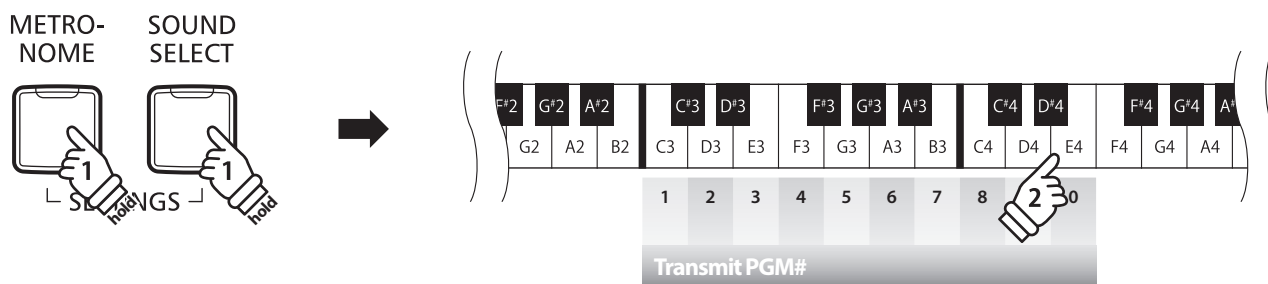 METRO-
NOME
SOUND
SELECT
1
1
hold
hold
F#2 G#2 A#2 C#3 D#3 F#3 G#3 A#3 C#4 D#4 F#4 G#4
G2 A2 B2 C3 D3 E3 F3 G3 A3 B3 C4 D4 E4 F4 G4 A4
1 2 3 4 5 6 7 8 2 0
Transmit PGM#